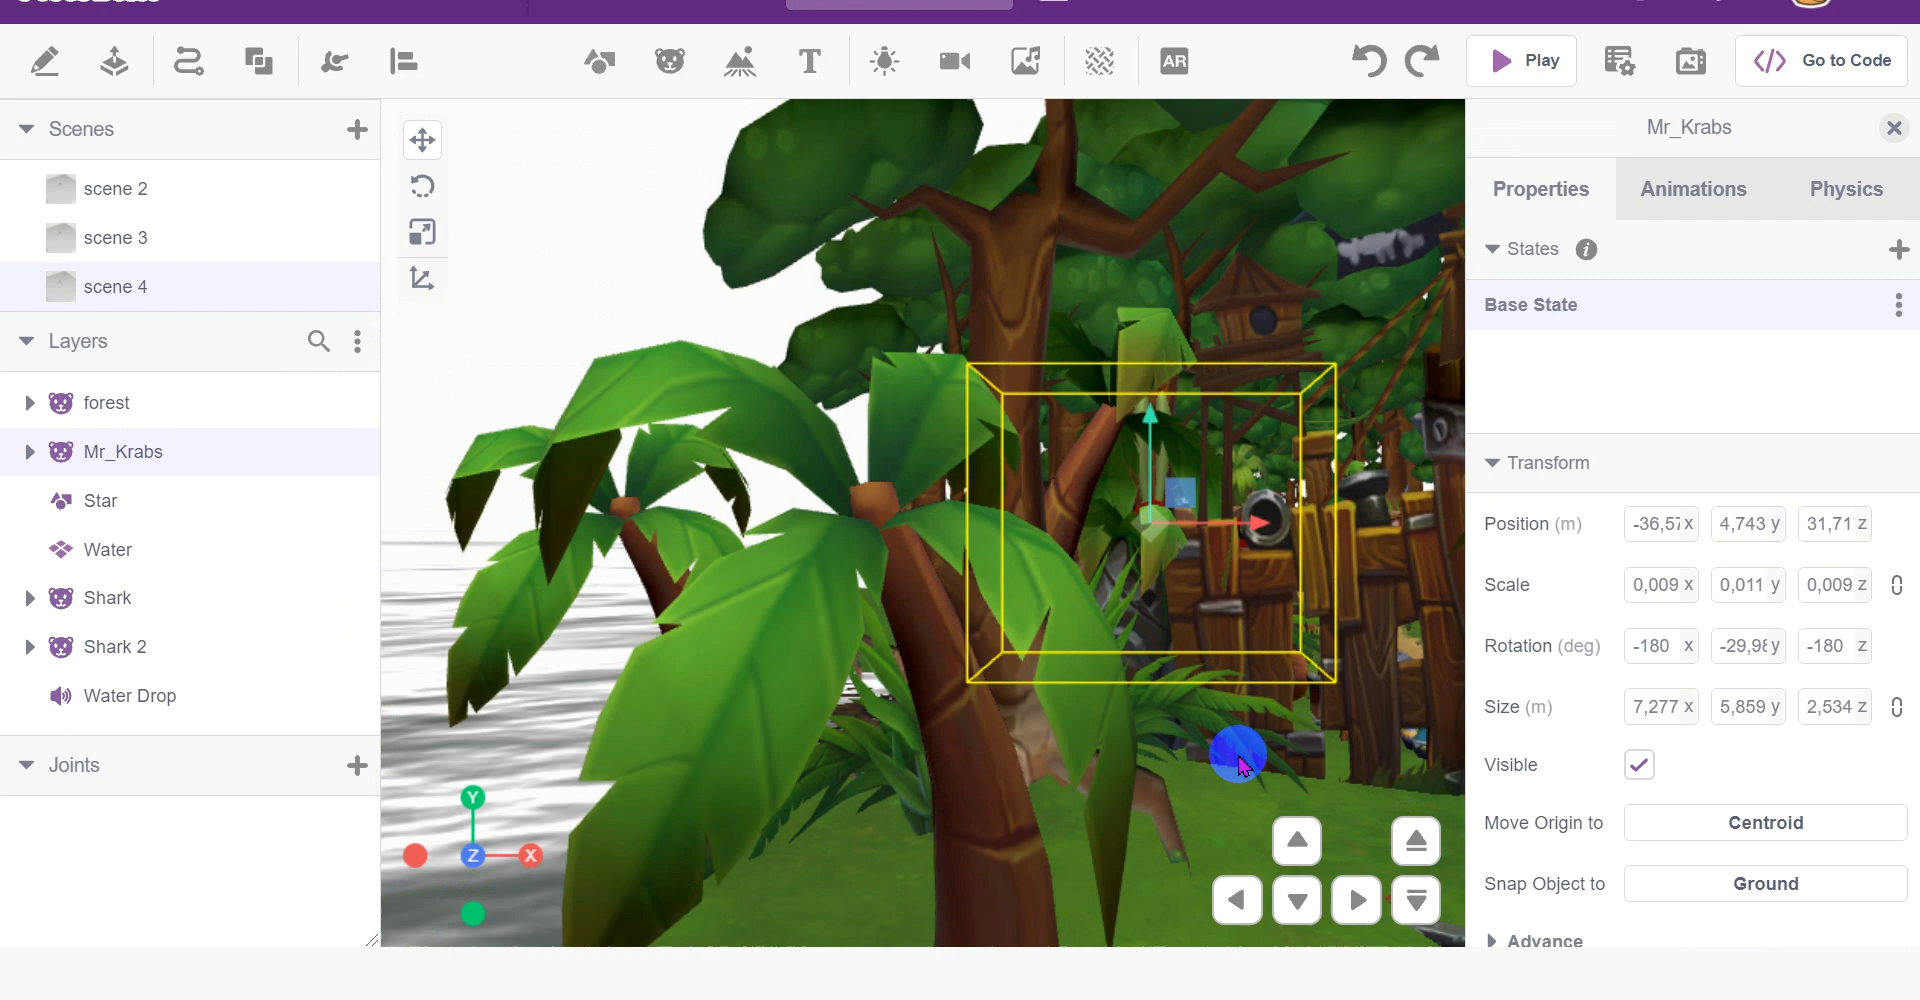 AR
Play
Go to Code
Scenes
scene 2
scene 3
scene 4
Layers
forest
Mr_Krabs
Star
Water
Shark
Shark 2
Water Drop
Joints
Y
Z
X
Mr_Krabs
Properties
Animations
Physics
States
Base State
Transform
Position (m)
-36,57 x
4,743 y
31,71 z
Scale
0,009 x
0,011 y
0,009 z
Rotation (deg)
-180 x
-29,98 y
-180 z
Size (m)
7,277 x
5,859 y
2,534 z
Visible
Move Origin to
Centroid
Snap Object to
Ground
Advance